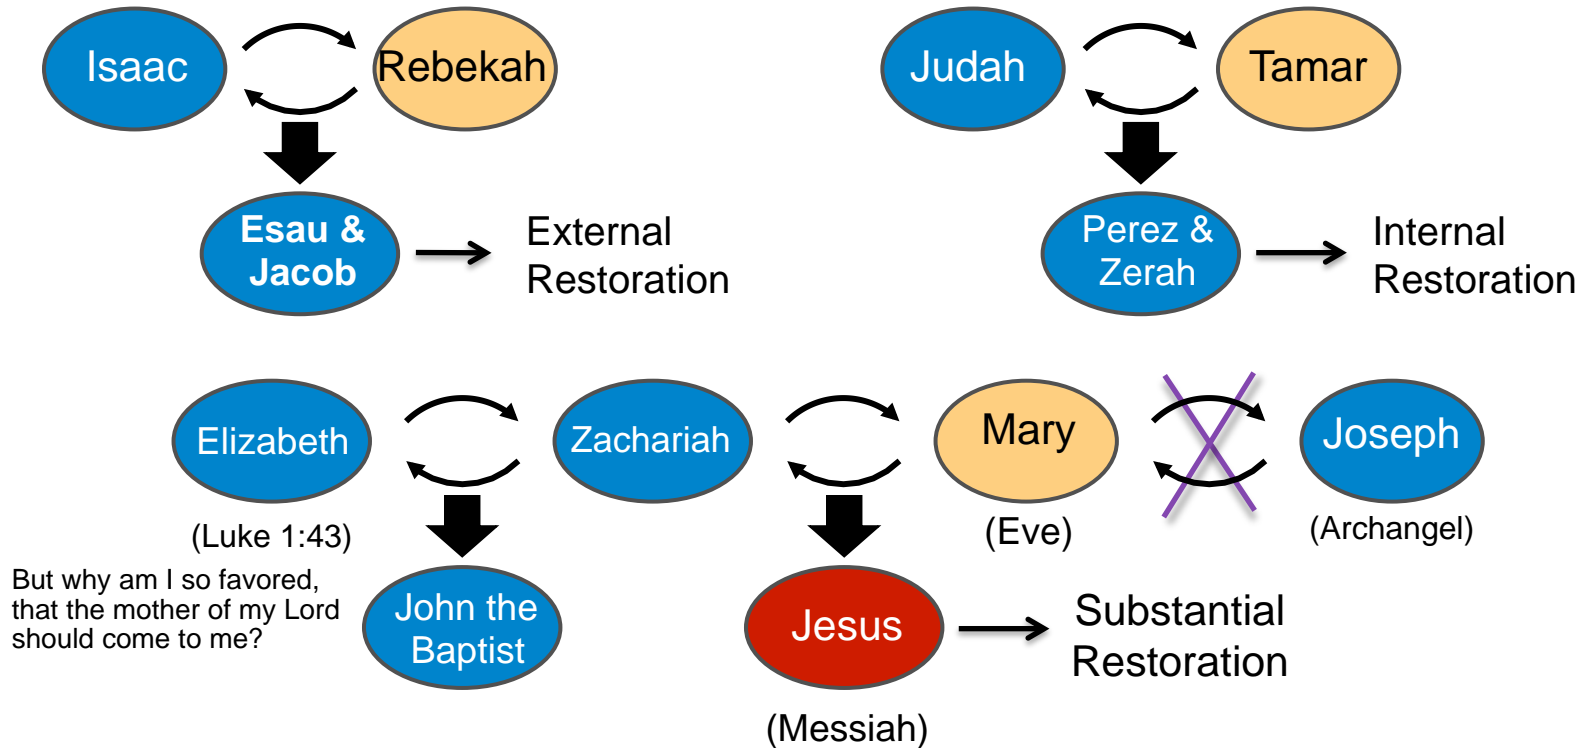 Isaac
Rebekah
Judah
Tamar
Esau &
Jacob
External
Restoration
Perez &
Zerah
Internal
Restoration
Elizabeth
Zachariah
Mary
Joseph
(Luke 1:43)
(Eve)
(Archangel)
But why am I so favored,
that the mother of my Lord
should come to me?
John the
Baptist
Jesus
Substantial
Restoration
(Messiah)